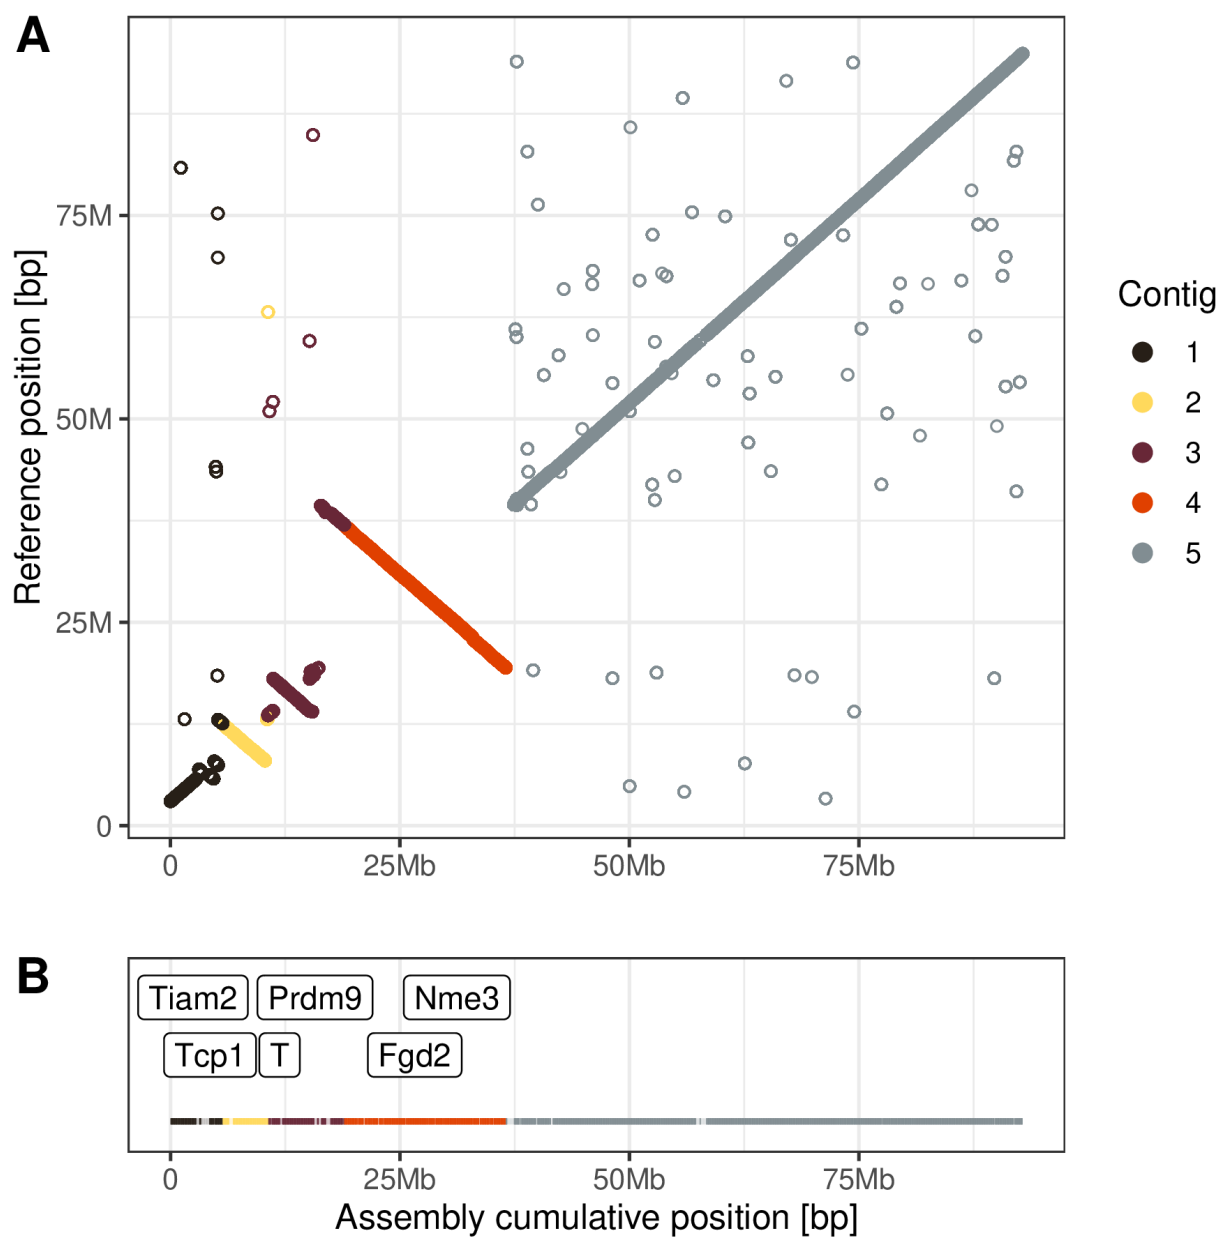 A
Reference position [bp]
75M
50M
25M
0
0 25Mb 50Mb 75Mb
Contig
1
2
3
4
5
B
Tiam2 Prdm9 Nme3
Tcp1 T Fgd2
0 25Mb 50Mb 75Mb
Assembly cumulative position [bp]